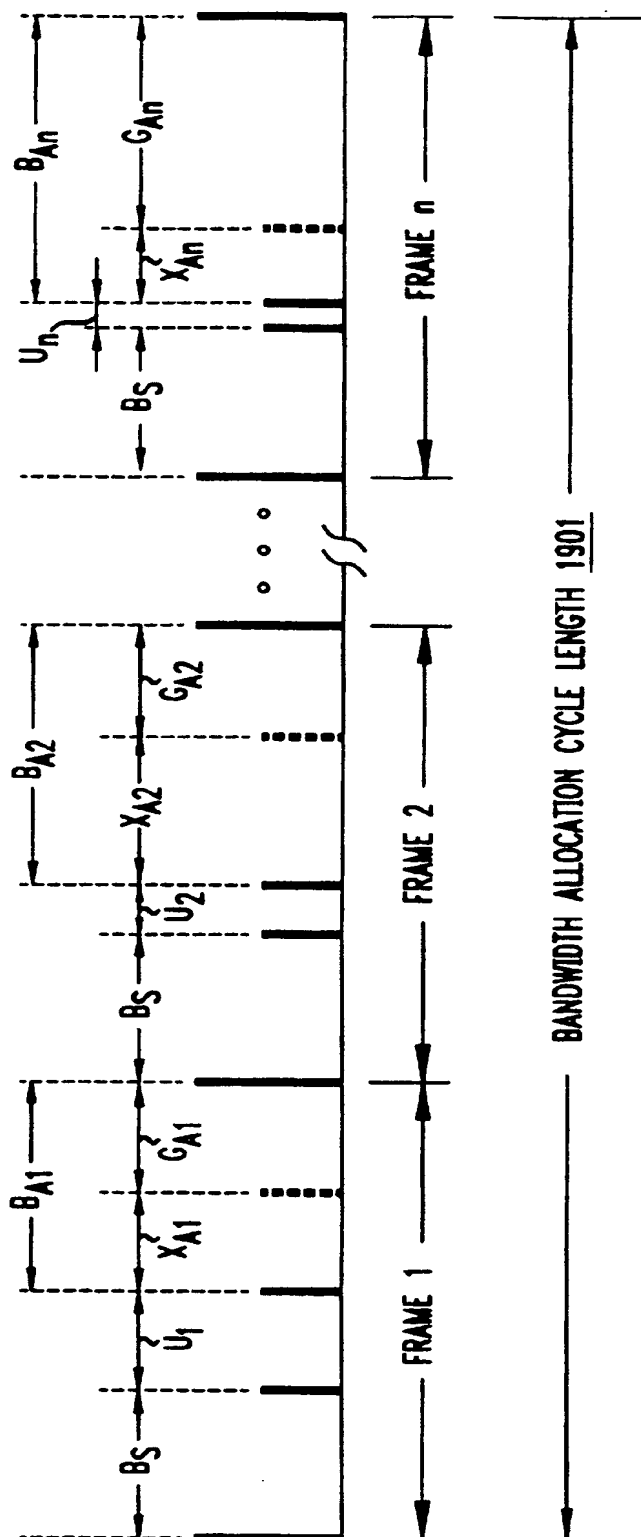 B_A1 B_A2 B_An
U_n
B_S U_1 X_A1 G_A1 B_S U_2 X_A2 G_A2 B_S X_An G_An
FRAME 1 FRAME 2 FRAME n
BANDWIDTH ALLOCATION CYCLE LENGTH 1901